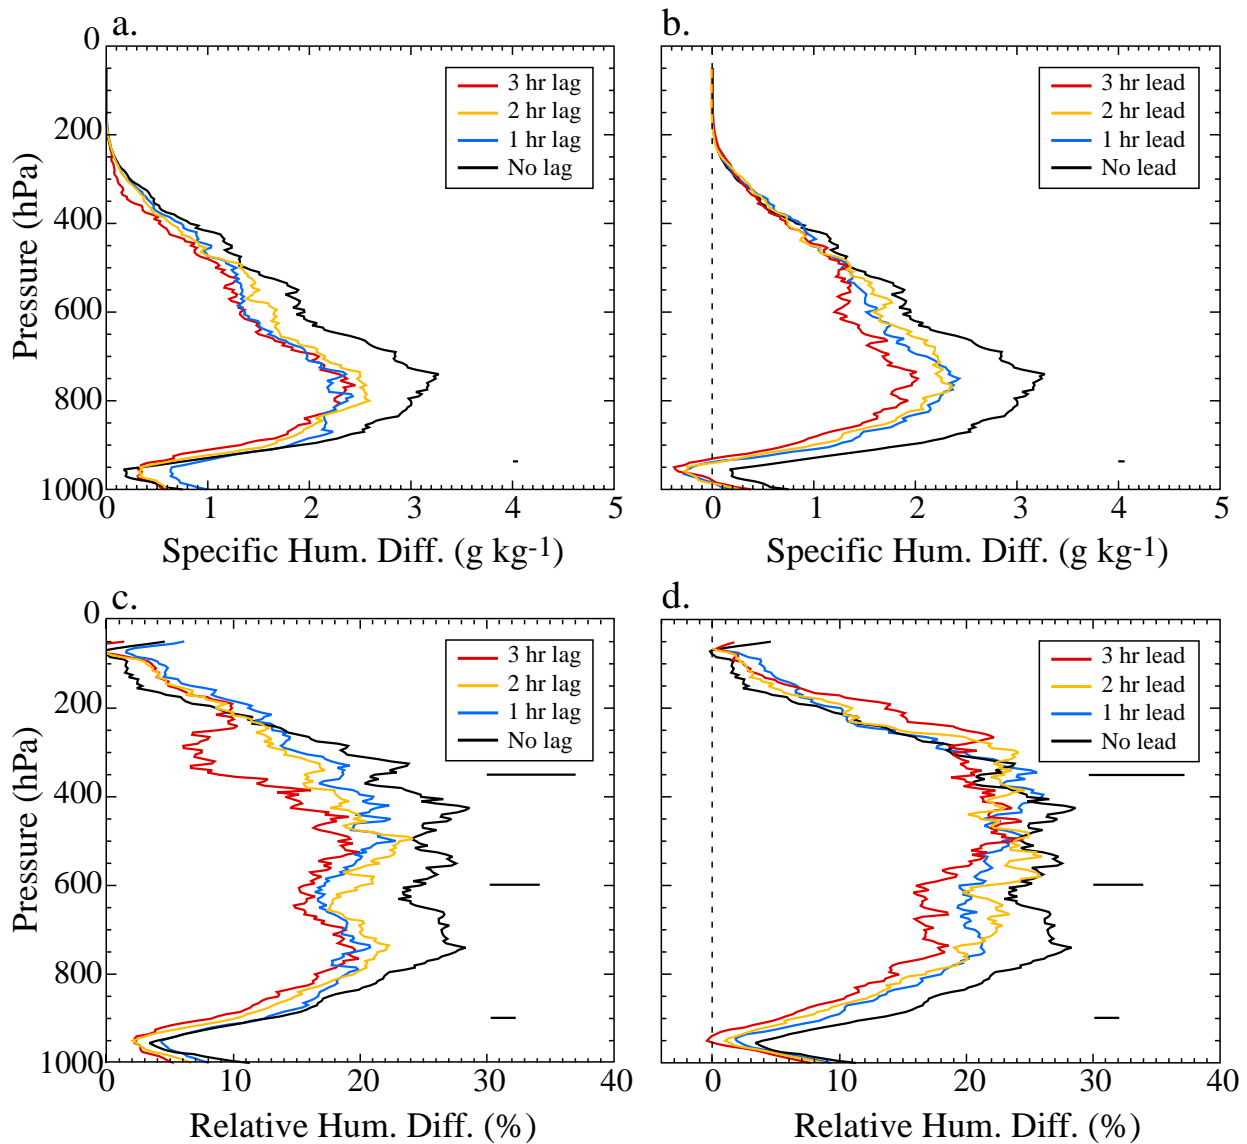 a.
b.
0
200
400
600
800
1000
Pressure (hPa)
3 hr lag
2 hr lag
1 hr lag
No lag
3 hr lead
2 hr lead
1 hr lead
No lead
0 1 2 3 4 5
0 1 2 3 4 5
Specific Hum. Diff. (g kg-1)
Specific Hum. Diff. (g kg-1)
c.
d.
0
200
400
600
800
1000
Pressure (hPa)
3 hr lag
2 hr lag
1 hr lag
No lag
3 hr lead
2 hr lead
1 hr lead
No lead
0 10 20 30 40
0 10 20 30 40
Relative Hum. Diff. (%)
Relative Hum. Diff. (%)